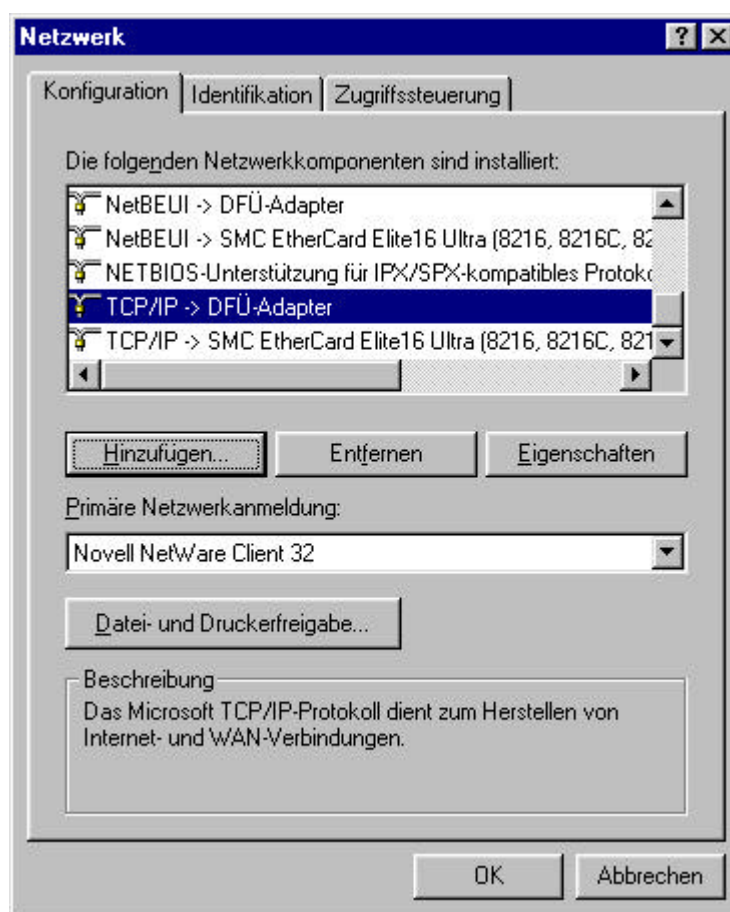 Netzwerk
Konfiguration Identifikation Zugriffssteuerung
Die folgenden Netzwerkkomponenten sind installiert:
NetBEUI -> DFÜ-Adapter
NetBEUI -> SMC EtherCard Elite16 Ultra (8216, 8216C, 82
NETBIOS-Unterstützung für IPX/SPX-kompatibles Protoko
TCP/IP -> DFÜ-Adapter
TCP/IP -> SMC EtherCard Elite16 Ultra (8216, 8216C, 821
Hinzufügen... Entfernen Eigenschaften
Primäre Netzwerkanmeldung:
Novell NetWare Client 32
Datei- und Druckerfreigabe...
Beschreibung
Das Microsoft TCP/IP-Protokoll dient zum Herstellen von
Internet- und WAN-Verbindungen.
OK Abbrechen